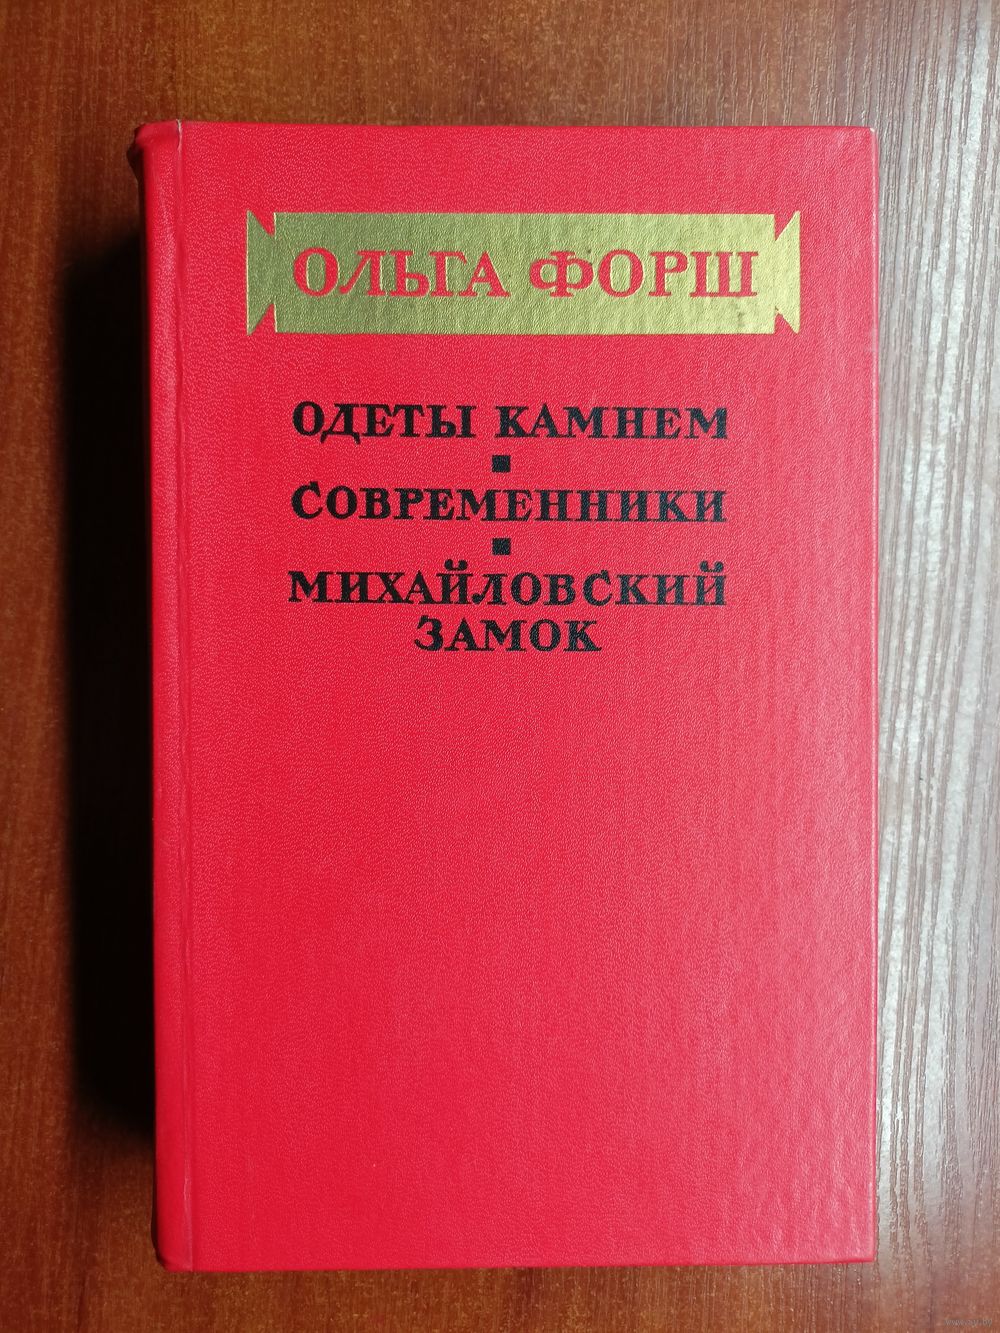 ОЛЬГА ФОРШ
ОДЕТЫ КАМНЕМ
СОВРЕМЕННИКИ
МИХАЙЛОВСКИЙ
ЗАМОК